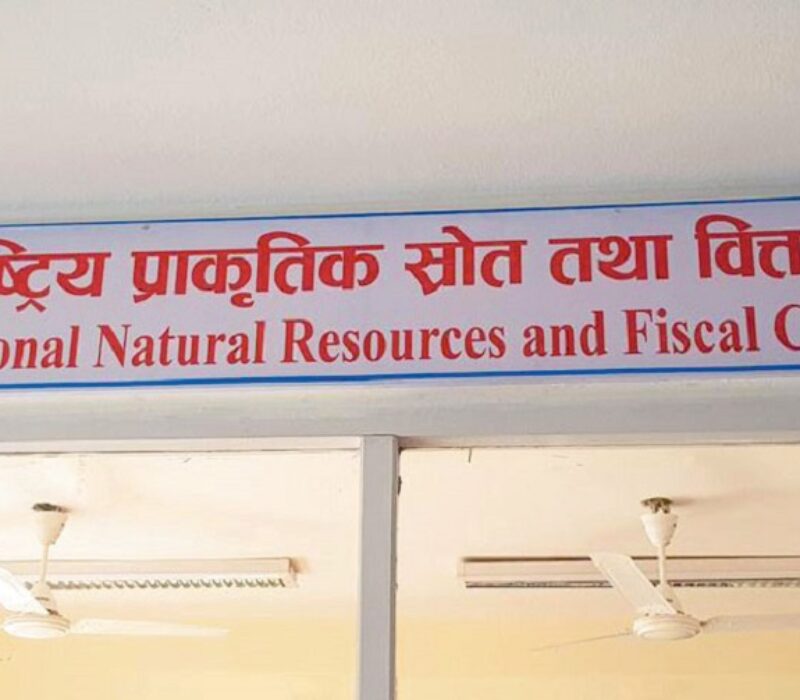 ष्ट्रिय प्राकृतिक स्रोत तथा वित्त
onal Natural Resources and Fiscal C